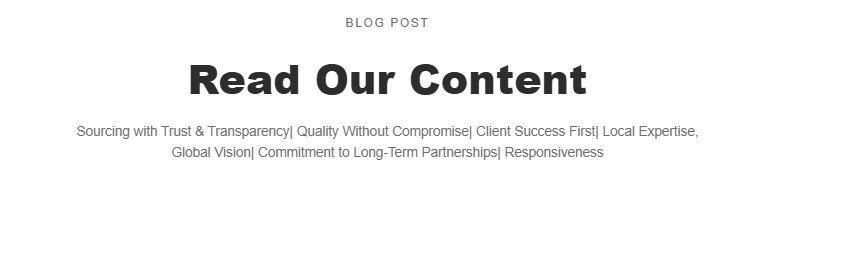 BLOG POST
Read Our Content
Sourcing with Trust & Transparency| Quality Without Compromise| Client Success First| Local Expertise,
Global Vision| Commitment to Long-Term Partnerships| Responsiveness